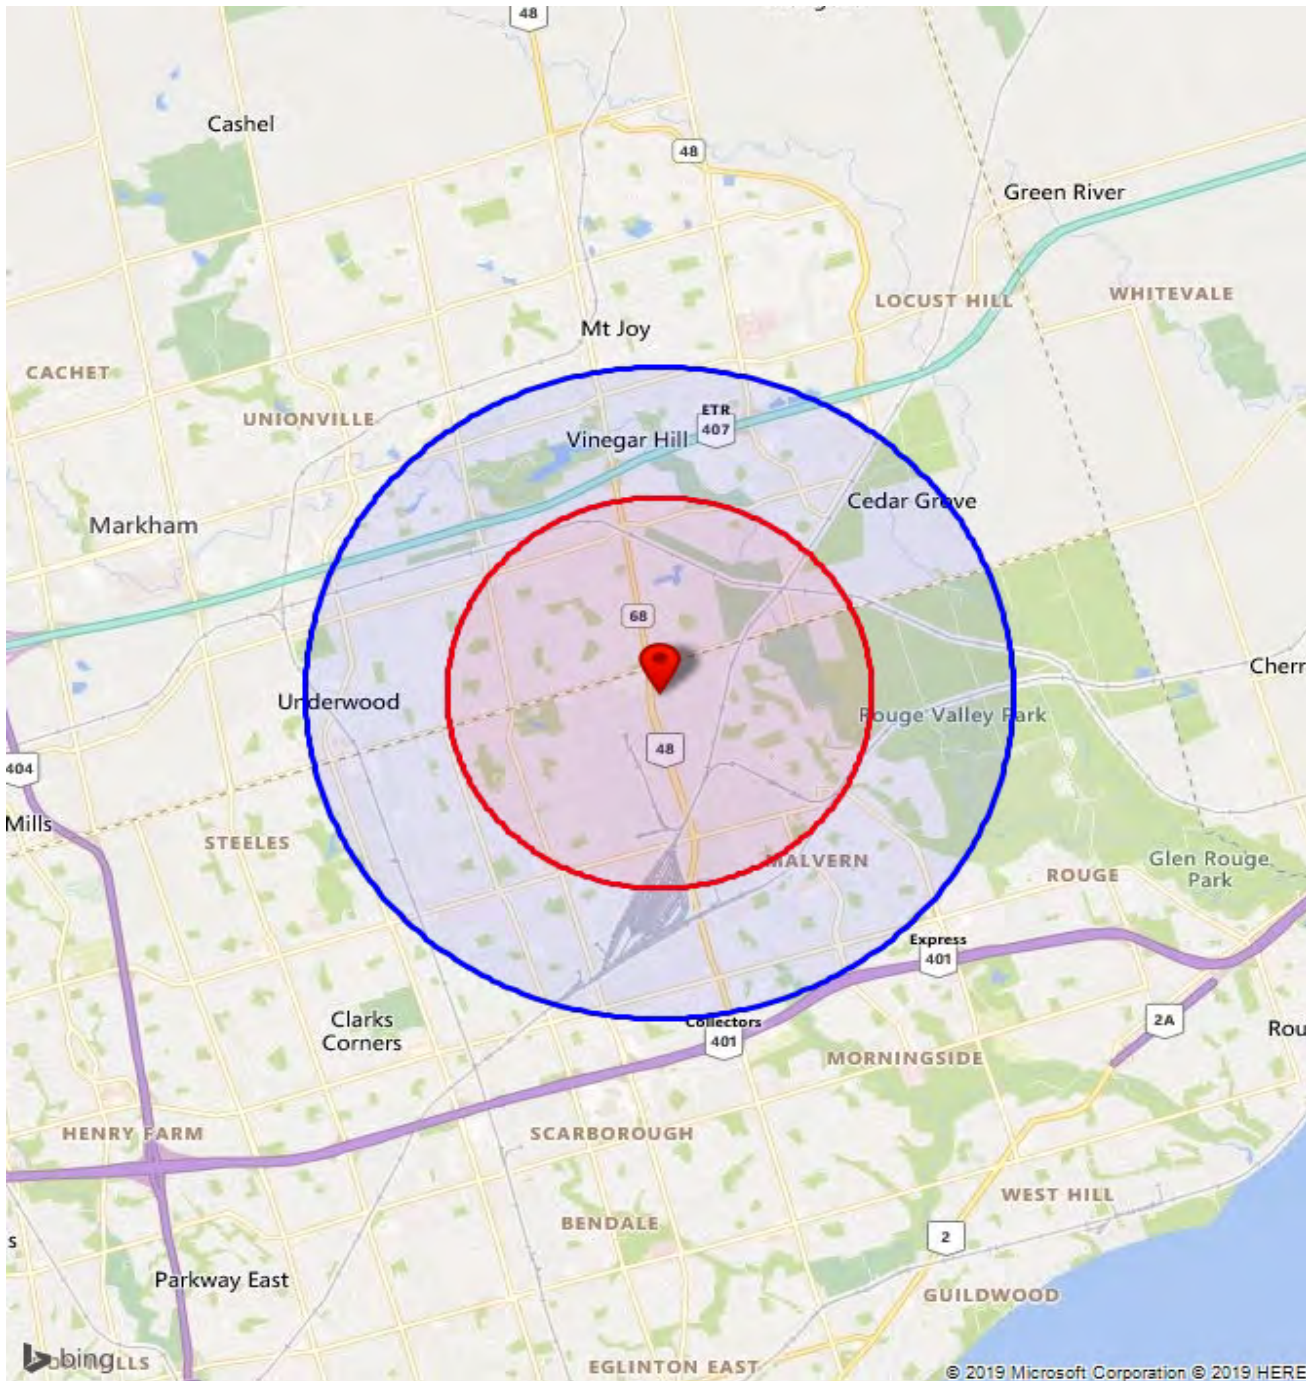 48
Cashel
48
Green River
LOCUST HILL
WHITEVALE
Mt Joy
CACHET
UNIONVILLE
ETR
407
Vinegar Hill
Cedar Grove
Markham
68
Cherr
Underwood
Rouge Valley Park
48
404
Mills
STEELES
MALVERN
ROUGE
Glen Rouge
Park
Express
401
Clarks
Corners
Collectors
401
2A
Rou
MORNINGSIDE
HENRY FARM
SCARBOROUGH
WEST HILL
BENDALE
2
s
Parkway East
GUILDWOOD
bing
LLS
EGLINTON EAST
© 2019 Microsoft Corporation © 2019 HERE